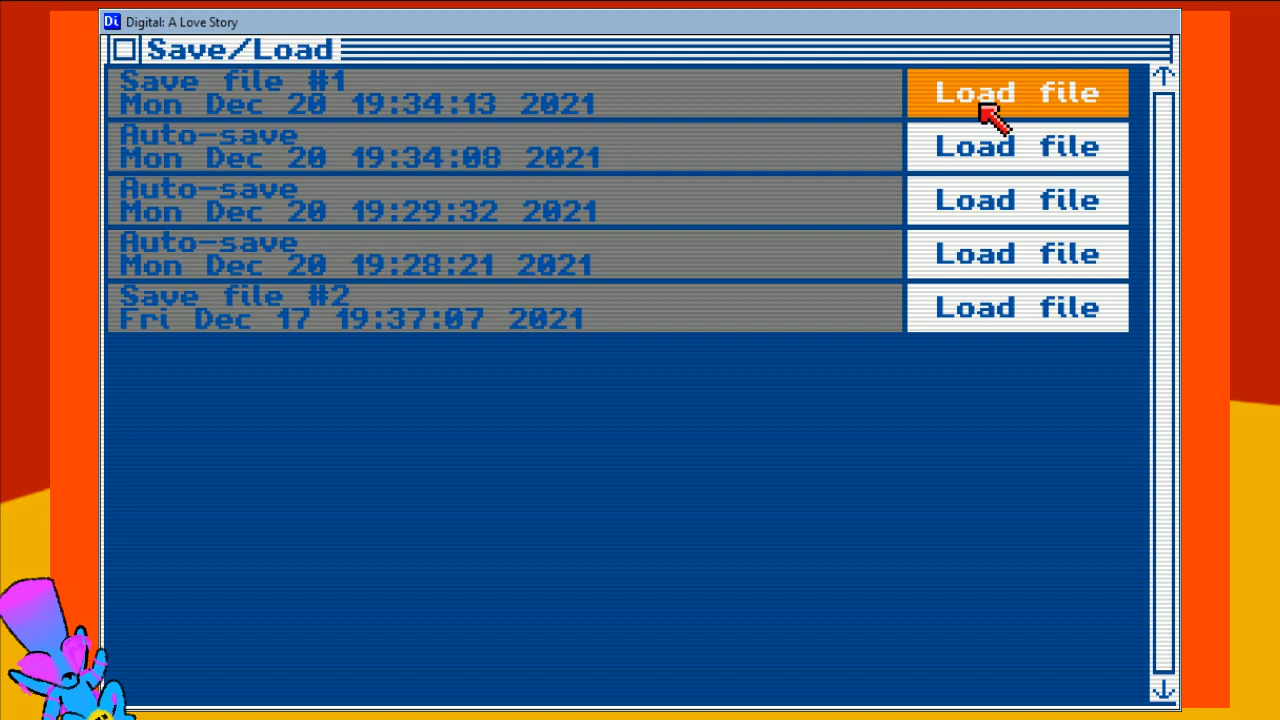 Di Digital: A Love Story
Save/Load
Save file #1
Mon Dec 20 19:34:13 2021
Load file
Auto-save
Mon Dec 20 19:34:08 2021
Load file
Auto-save
Mon Dec 20 19:29:32 2021
Load file
Auto-save
Mon Dec 20 19:28:21 2021
Load file
Save file #2
Fri Dec 17 19:37:07 2021
Load file